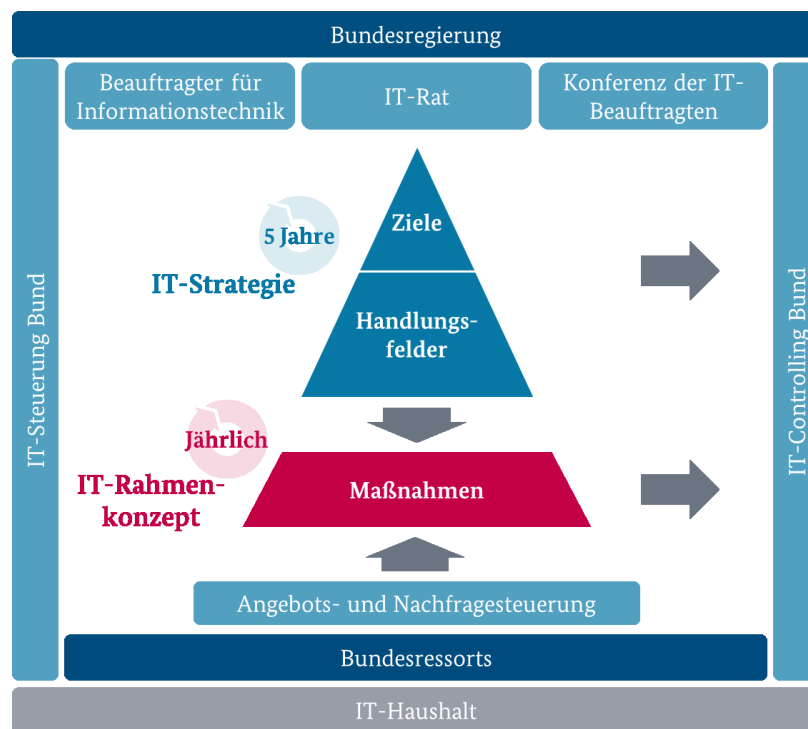 Bundesregierung
Beauftragter für
Informationstechnik
IT-Rat
Konferenz der IT-
Beauftragten
IT-Steuerung Bund
IT-Controlling Bund
5 Jahre
IT-Strategie
Ziele
Handlungs-
felder
Jährlich
IT-Rahmen-
konzept
Maßnahmen
Angebots- und Nachfragesteuerung
Bundesressorts
IT-Haushalt